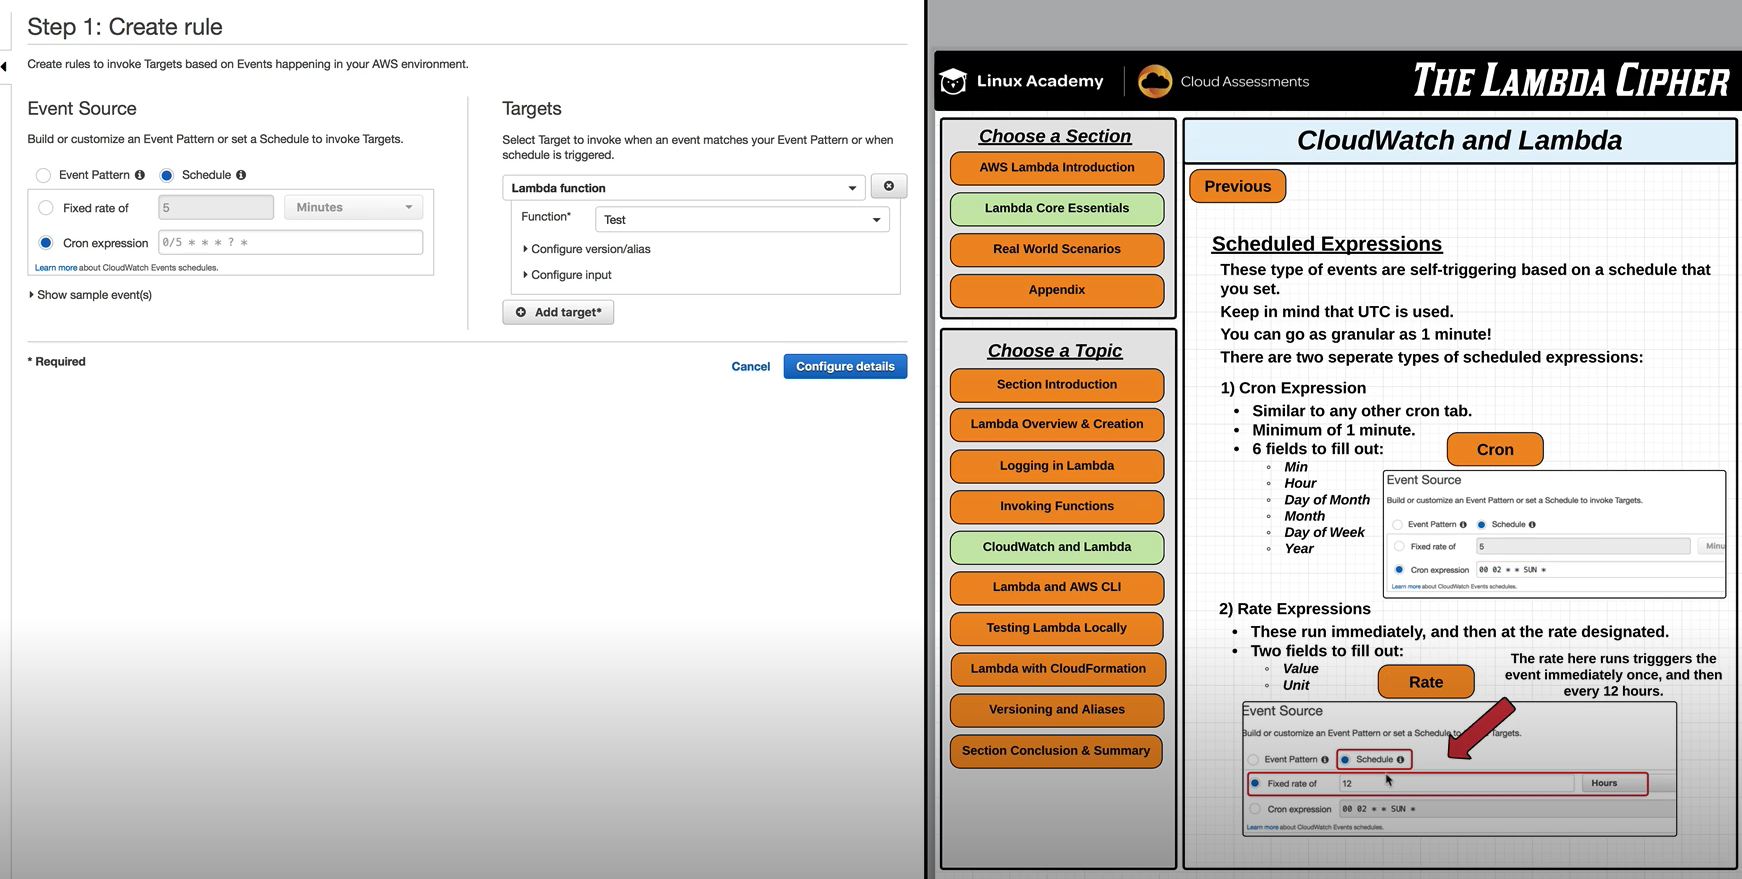 Step 1: Create rule
Create rules to invoke Targets based on Events happening in your AWS environment.
Event Source
Build or customize an Event Pattern or set a Schedule to invoke Targets.
Event Pattern
Schedule
Fixed rate of
5
Minutes
Cron expression
0/5 * * * ? *
Learn more about CloudWatch Events schedules.
Show sample event(s)
Targets
Select Target to invoke when an event matches your Event Pattern or when
schedule is triggered.
Lambda function
Function*
Test
Configure version/alias
Configure input
Add target*
* Required
Cancel
Configure details
Linux Academy
Cloud Assessments
THE LAMBDA CIPHER
Choose a Section
AWS Lambda Introduction
Lambda Core Essentials
Real World Scenarios
Appendix
Choose a Topic
Section Introduction
Lambda Overview & Creation
Logging in Lambda
Invoking Functions
CloudWatch and Lambda
Lambda and AWS CLI
Testing Lambda Locally
Lambda with CloudFormation
Versioning and Aliases
Section Conclusion & Summary
CloudWatch and Lambda
Previous
Scheduled Expressions
These type of events are self-triggering based on a schedule that
you set.
Keep in mind that UTC is used.
You can go as granular as 1 minute!
There are two seperate types of scheduled expressions:
1) Cron Expression
• Similar to any other cron tab.
• Minimum of 1 minute.
• 6 fields to fill out:
◦ Min
◦ Hour
◦ Day of Month
◦ Month
◦ Day of Week
◦ Year
Cron
Event Source
Build or customize an Event Pattern or set a Schedule to invoke Targets.
Event Pattern
Schedule
Fixed rate of
5
Minu
Cron expression
00 02 * * SUN *
Learn more about CloudWatch Events schedules.
2) Rate Expressions
• These run immediately, and then at the rate designated.
• Two fields to fill out:
◦ Value
◦ Unit
Rate
The rate here runs trigggers the
event immediately once, and then
every 12 hours.
Event Source
Build or customize an Event Pattern or set a Schedule to Targets.
Event Pattern
Schedule
Fixed rate of
12
Hours
Cron expression
00 02 * * SUN *
Learn more about CloudWatch Events schedules.